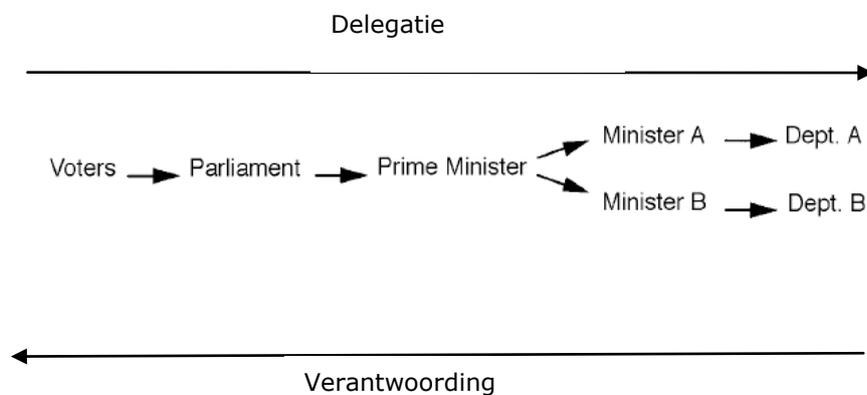 Delegatie
Minister A Dept. A
Voters Parliament Prime Minister
Minister B Dept. B
Verantwoording